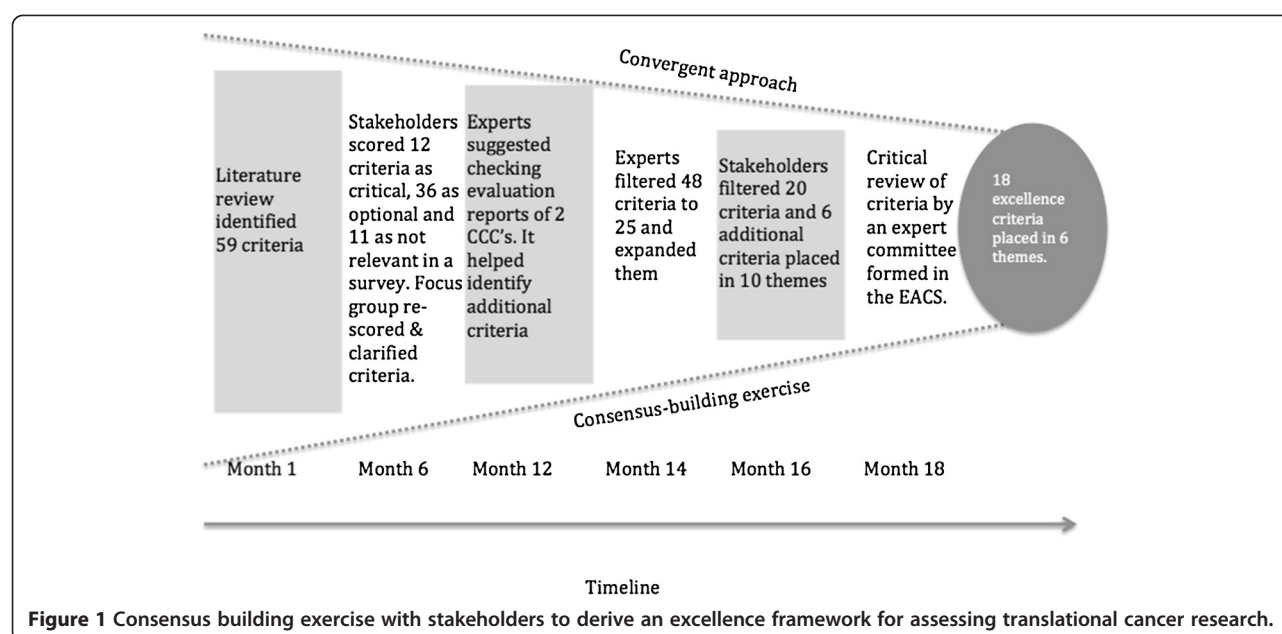 Convergent approach
Literature
review
identified
59 criteria
Stakeholders
scored 12
criteria as
critical, 36 as
optional and
11 as not
relevant in a
survey. Focus
group re-
scored &
clarified
criteria.
Experts
suggested
checking
evaluation
reports of 2
CCC's. It
helped
identify
additional
criteria
Experts
filtered 48
criteria to
25 and
expanded
them
Stakeholders
filtered 20
criteria and 6
additional
criteria placed
in 10 themes
Critical
review of
criteria by
an expert
committee
formed in
the EACS.
18
excellence
criteria
placed in 6
themes.
Consensus-building exercise
Month 1 Month 6 Month 12 Month 14 Month 16 Month 18
Timeline
Figure 1 Consensus building exercise with stakeholders to derive an excellence framework for assessing translational cancer research.